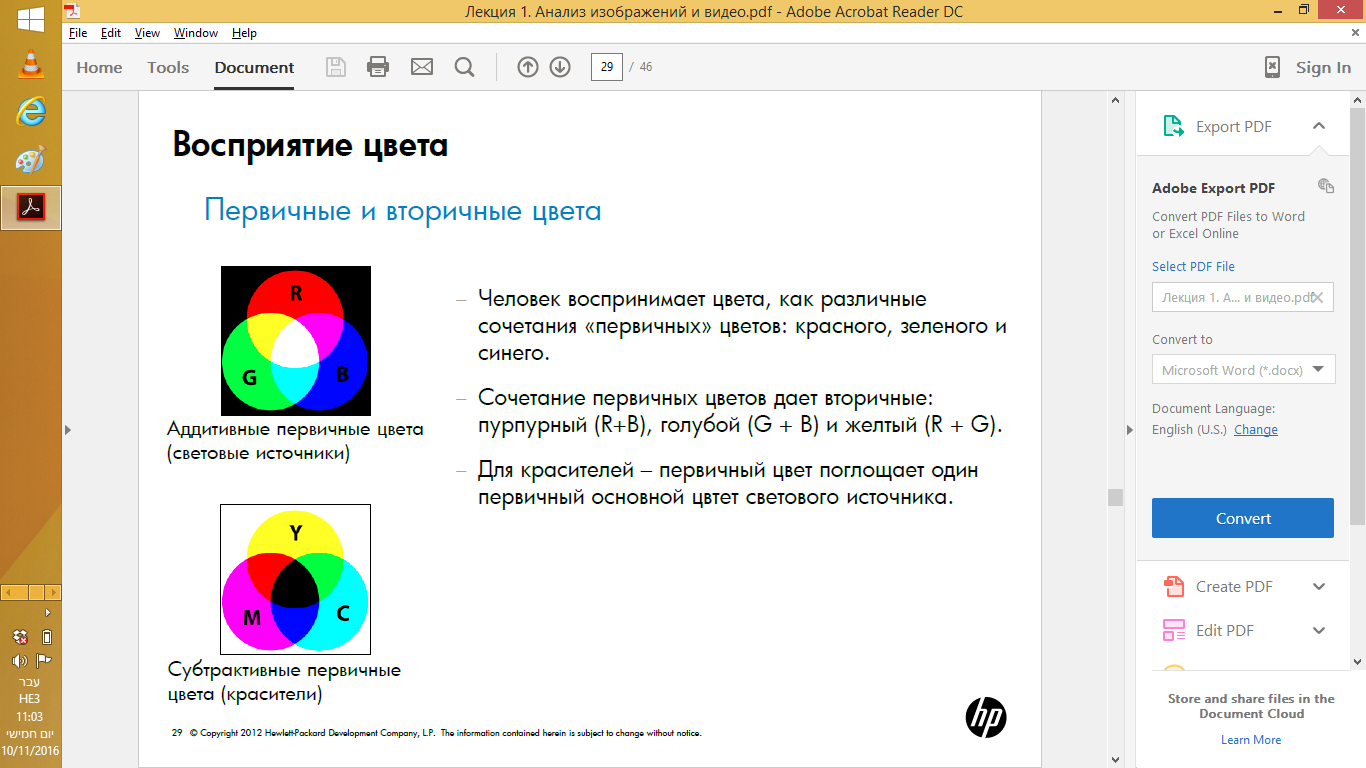 Лекция 1. Анализ изображений и видео.pdf - Adobe Acrobat Reader DC
File Edit View Window Help
Home Tools Document 29 / 46 Sign In
Восприятие цвета
Первичные и вторичные цвета
R
G B
Аддитивные первичные цвета
(световые источники)
– Человек воспринимает цвета, как различные
сочетания «первичных» цветов: красного, зеленого и
синего.
– Сочетание первичных цветов дает вторичные:
пурпурный (R+B), голубой (G + B) и желтый (R + G).
– Для красителей – первичный цвет поглощает один
первичный основной цвтет светового источника.
Y
M C
Субтрактивные первичные
цвета (красители)
29 © Copyright 2012 Hewlett-Packard Development Company, L.P. The information contained herein is subject to change without notice.
hp
Export PDF
Adobe Export PDF
Convert PDF Files to Word
or Excel Online
Select PDF File
Лекция 1. А... и видео.pdf
Convert to
Microsoft Word (*.docx)
Document Language:
English (U.S.) Change
Convert
Create PDF
Edit PDF
Store and share files in the
Document Cloud
Learn More
עבר
HE3
11:03
יום חמישי
10/11/2016